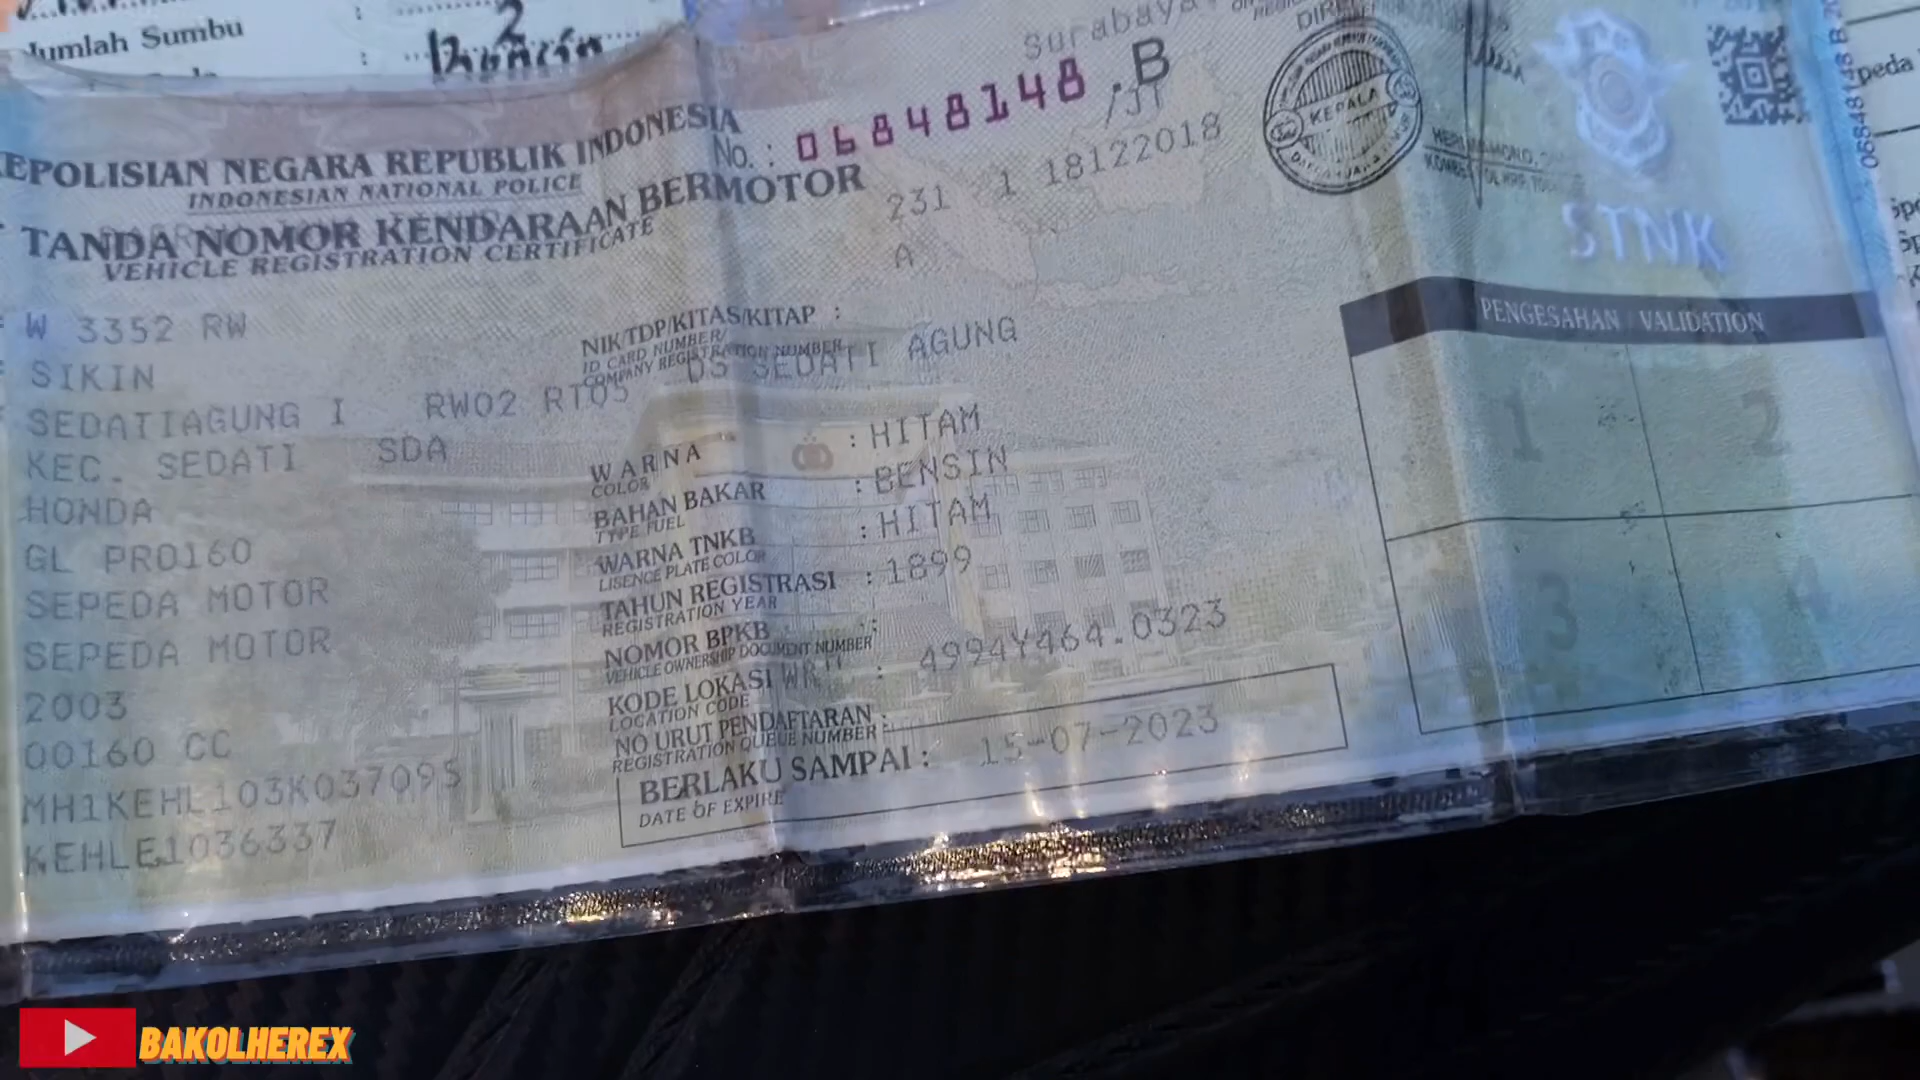 Jumlah Sumbu : 2
Bensin
Surabaya
KEPOLISIAN NEGARA REPUBLIK INDONESIA
INDONESIAN NATIONAL POLICE
No. : 06848148 .B
/JT
TANDA NOMOR KENDARAAN BERMOTOR
VEHICLE REGISTRATION CERTIFICATE
231 1 18122018
A
KEPALA
STNK
06848148 B
peda
W 3352 RW
SIKIN
SEDATIAGUNG I RW02 RT05 DS SEDATI AGUNG
KEC. SEDATI SDA
HONDA
GL PRO160
SEPEDA MOTOR
SEPEDA MOTOR
2003
00160 CC
MH1KEHL103K037095
KEHLE1036337
NIK/TDP/KITAS/KITAP :
ID CARD NUMBER/
COMPANY REGISTRATION NUMBER
WARNA : HITAM
COLOR
BAHAN BAKAR : BENSIN
TYPE FUEL
WARNA TNKB : HITAM
LISENCE PLATE COLOR
TAHUN REGISTRASI : 1899
REGISTRATION YEAR
NOMOR BPKB :
VEHICLE OWNERSHIP DOCUMENT NUMBER
KODE LOKASI : 4994Y464.0323
LOCATION CODE
NO URUT PENDAFTARAN :
REGISTRATION QUEUE NUMBER
BERLAKU SAMPAI : 15-07-2023
DATE OF EXPIRE
PENGESAHAN / VALIDATION
1 2
3 4
BAKOLHEREX